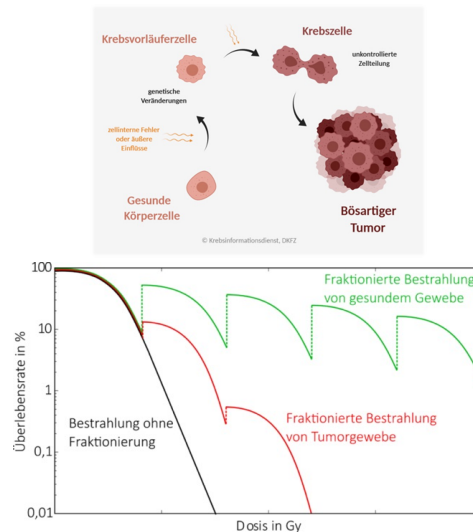 Krebsvorläuferzelle
Krebszelle
unkontrollierte
Zellteilung
genetische
Veränderungen
zellinterne Fehler
oder äußere
Einflüsse
Gesunde
Körperzelle
Bösartiger
Tumor
© Krebsinformationsdienst, DKFZ
Überlebensrate in %
100
10
1
0,1
0,01
Fraktionierte Bestrahlung
von gesundem Gewebe
Bestrahlung ohne
Fraktionierung
Fraktionierte Bestrahlung
von Tumorgewebe
Dosis in Gy